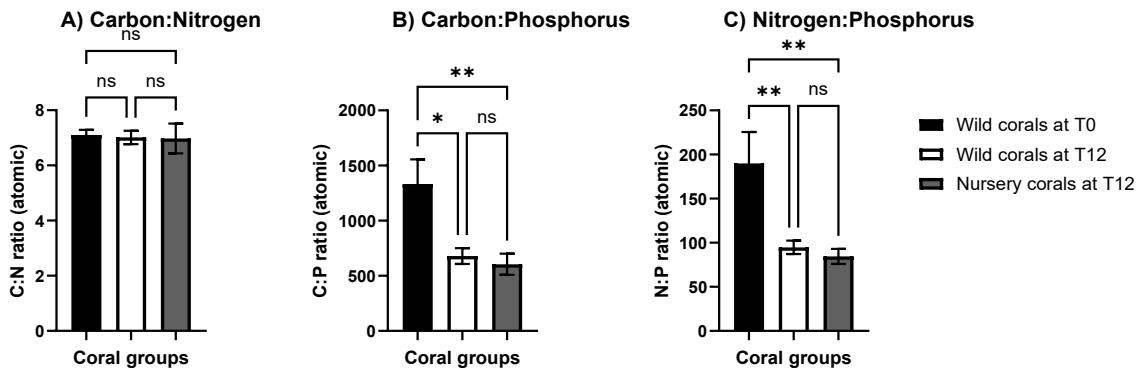 A) Carbon:Nitrogen
ns
ns
ns
8
6
4
2
0
C:N ratio (atomic)
Coral groups
B) Carbon:Phosphorus
**
*
ns
2000
1500
1000
500
0
C:P ratio (atomic)
Coral groups
C) Nitrogen:Phosphorus
**
**
ns
250
200
150
100
50
0
N:P ratio (atomic)
Coral groups
Wild corals at T0
Wild corals at T12
Nursery corals at T12